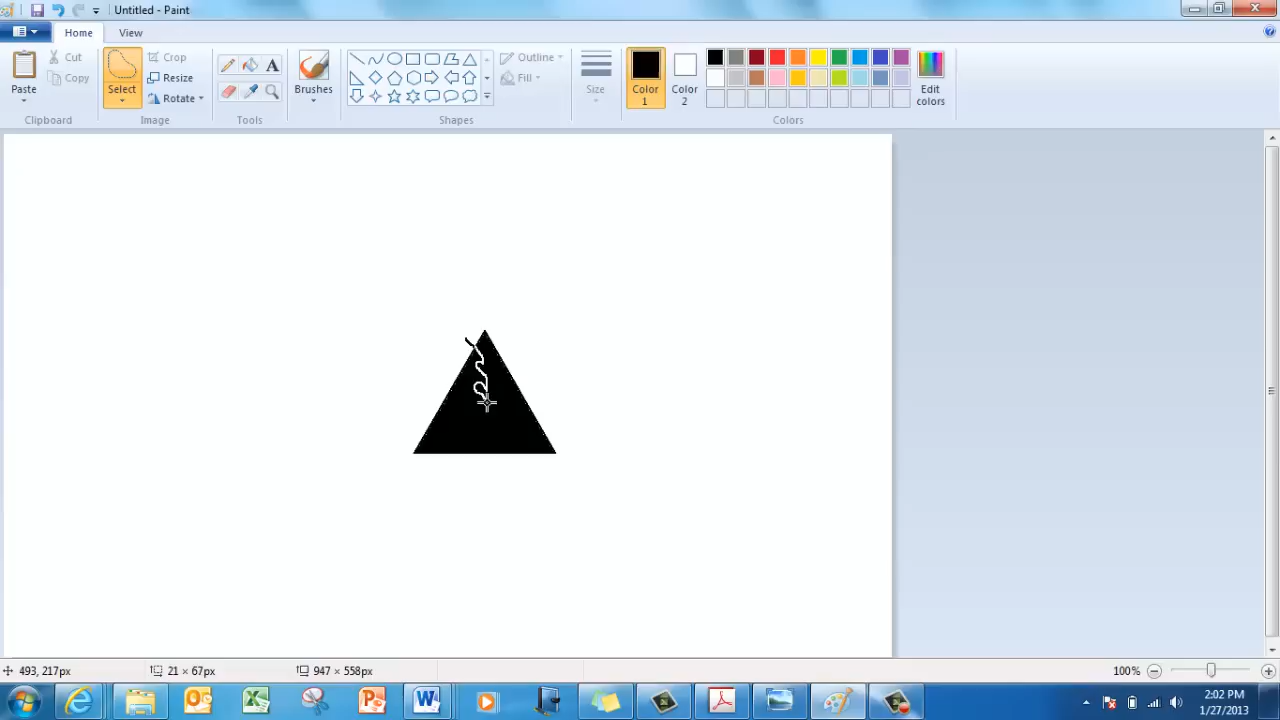 Untitled - Paint
Home View
Paste
Cut
Copy
Clipboard
Select
Crop
Resize
Rotate
Image
A
Tools
Brushes
Outline
Fill
Shapes
Size
Color 1
Color 2
Edit colors
Colors
493, 217px 21 × 67px 947 × 558px 100%
2:02 PM
1/27/2013